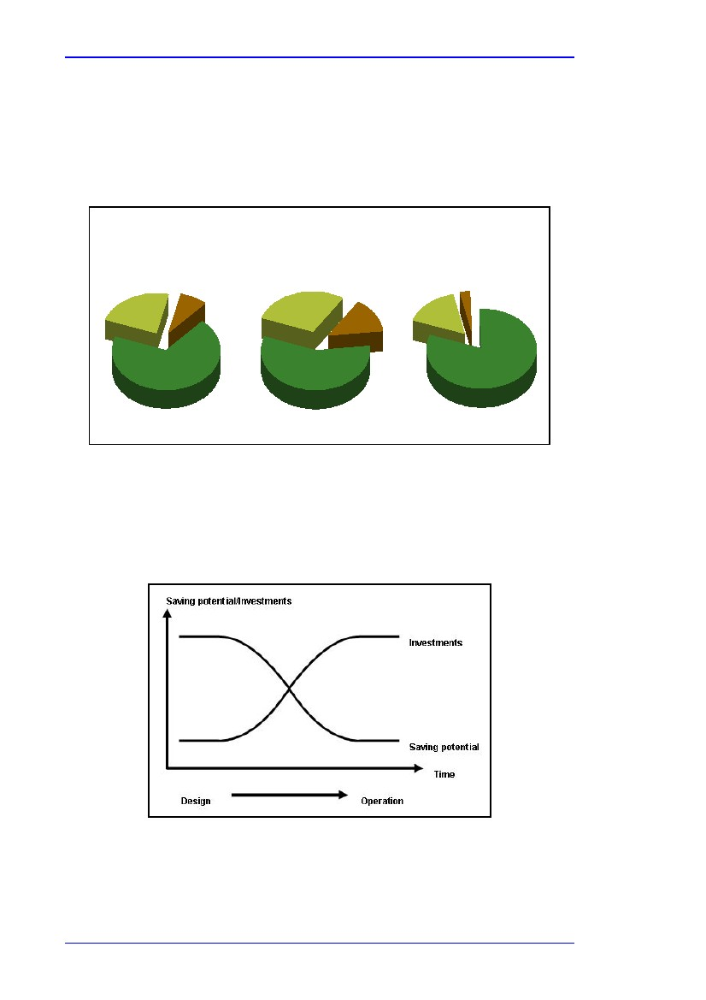 Saving potential/Investments
Investments
Saving potential
Time
Design
Operation